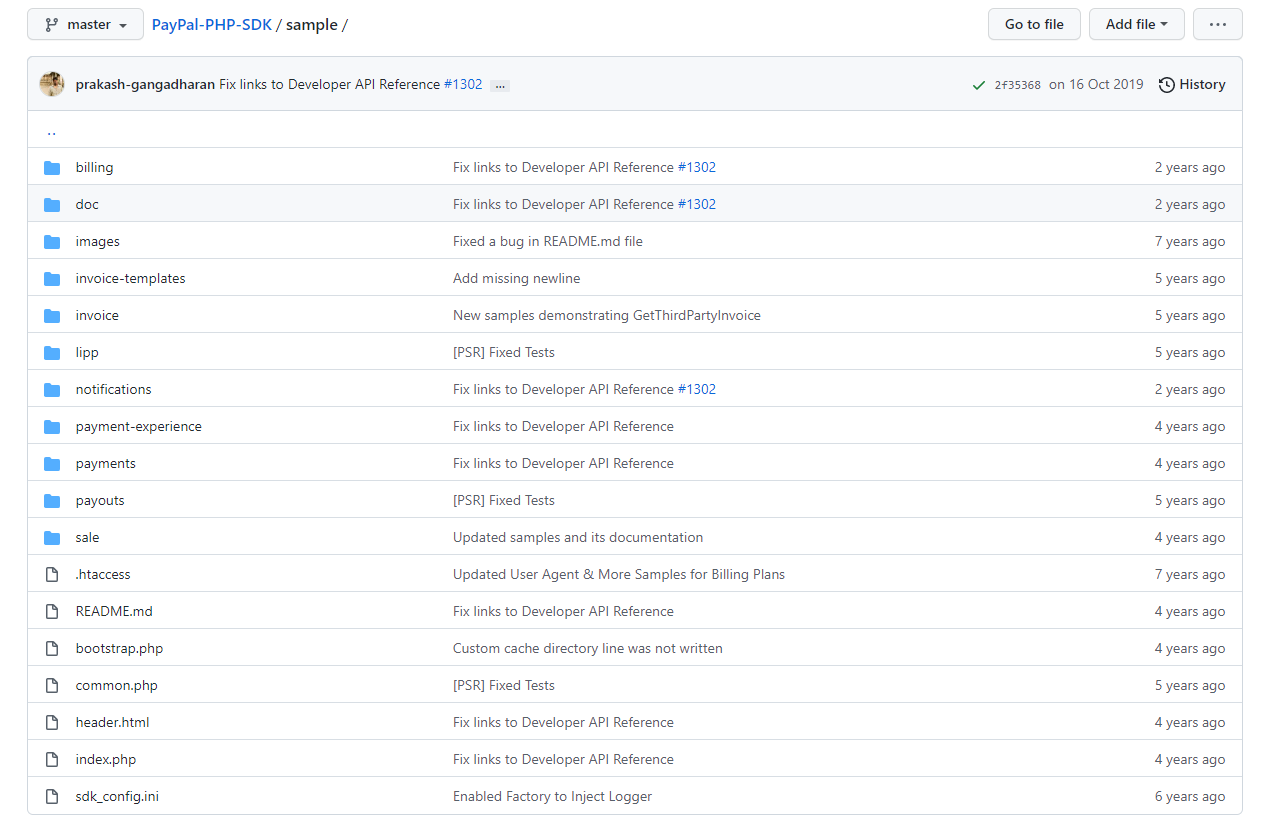 master PayPal-PHP-SDK / sample / Go to file Add file ...
prakash-gangadharan Fix links to Developer API Reference #1302 ... 2f35368 on 16 Oct 2019 History
..
billing Fix links to Developer API Reference #1302 2 years ago
doc Fix links to Developer API Reference #1302 2 years ago
images Fixed a bug in README.md file 7 years ago
invoice-templates Add missing newline 5 years ago
invoice New samples demonstrating GetThirdPartyInvoice 5 years ago
lipp [PSR] Fixed Tests 5 years ago
notifications Fix links to Developer API Reference #1302 2 years ago
payment-experience Fix links to Developer API Reference 4 years ago
payments Fix links to Developer API Reference 4 years ago
payouts [PSR] Fixed Tests 5 years ago
sale Updated samples and its documentation 4 years ago
.htaccess Updated User Agent & More Samples for Billing Plans 7 years ago
README.md Fix links to Developer API Reference 4 years ago
bootstrap.php Custom cache directory line was not written 4 years ago
common.php [PSR] Fixed Tests 5 years ago
header.html Fix links to Developer API Reference 4 years ago
index.php Fix links to Developer API Reference 4 years ago
sdk_config.ini Enabled Factory to Inject Logger 6 years ago